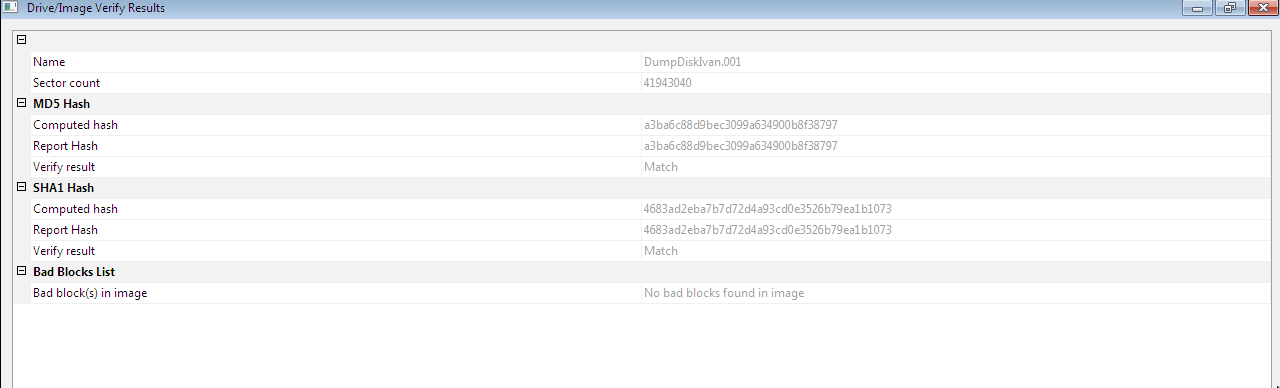 Drive/Image Verify Results
Name DumpDiskIvan.001
Sector count 41943040
MD5 Hash
Computed hash a3ba6c88d9bec3099a634900b8f38797
Report Hash a3ba6c88d9bec3099a634900b8f38797
Verify result Match
SHA1 Hash
Computed hash 4683ad2eba7b7d72d4a93cd0e3526b79ea1b1073
Report Hash 4683ad2eba7b7d72d4a93cd0e3526b79ea1b1073
Verify result Match
Bad Blocks List
Bad block(s) in image No bad blocks found in image